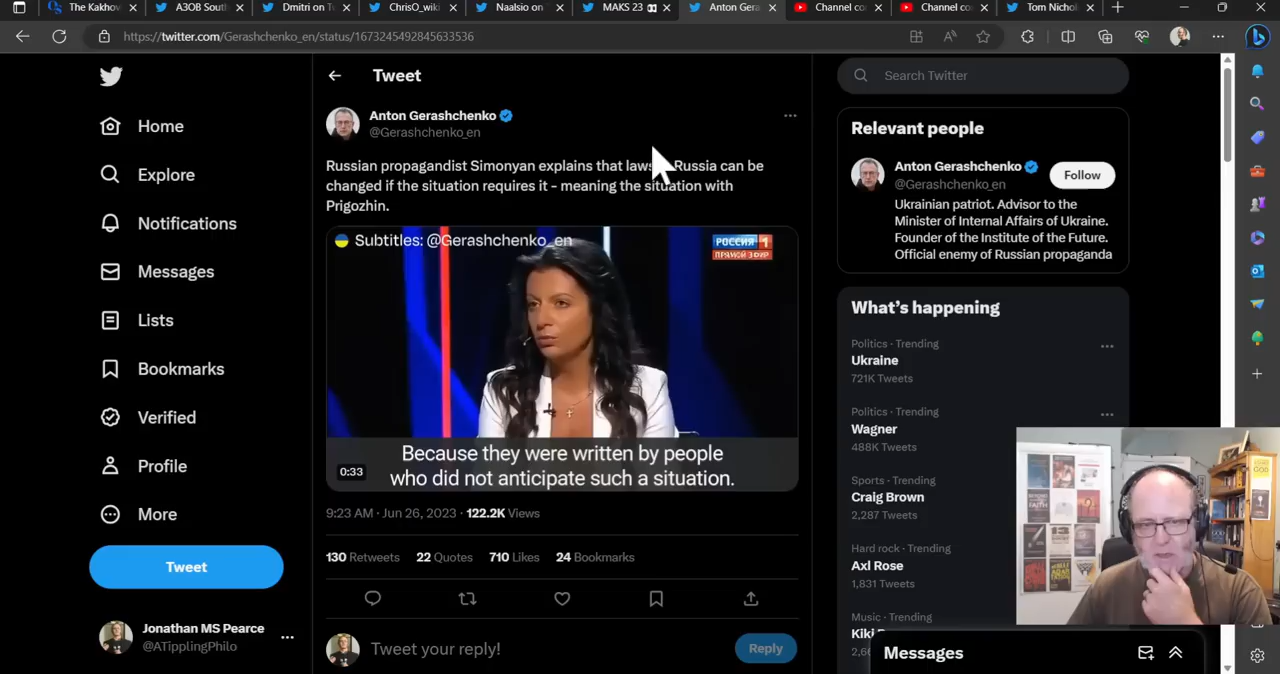 The Kakhov
A3OB South
Dmitri on Tw
ChrisO_wiki
Naalsio on
MAKS 23
Anton Gera
Channel co
Channel co
Tom Nichol
https://twitter.com/Gerashchenko_en/status/1673245492845633536
Home
Explore
Notifications
Messages
Lists
Bookmarks
Verified
Profile
More
Tweet
Jonathan MS Pearce
@ATipplingPhilo
Tweet
Anton Gerashchenko
@Gerashchenko_en
Russian propagandist Simonyan explains that laws Russia can be
changed if the situation requires it - meaning the situation with
Prigozhin.
Subtitles: @Gerashchenko_en
РОССИЯ 1
ПРЯМОЙ ЭФИР
Because they were written by people
who did not anticipate such a situation.
0:33
9:23 AM · Jun 26, 2023 · 122.2K Views
130 Retweets 22 Quotes 710 Likes 24 Bookmarks
Tweet your reply!
Reply
Search Twitter
Relevant people
Anton Gerashchenko
@Gerashchenko_en
Follow
Ukrainian patriot. Advisor to the
Minister of Internal Affairs of Ukraine.
Founder of the Institute of the Future.
Official enemy of Russian propaganda
What's happening
Politics · Trending
Ukraine
721K Tweets
Politics · Trending
Wagner
488K Tweets
Sports · Trending
Craig Brown
2,287 Tweets
Hard rock · Trending
Axl Rose
1,831 Tweets
Music · Trending
Messages